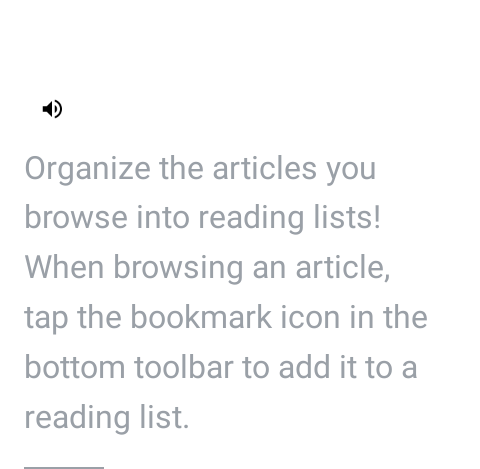 Organize the articles you
browse into reading lists!
When browsing an article,
tap the bookmark icon in the
bottom toolbar to add it to a
reading list.